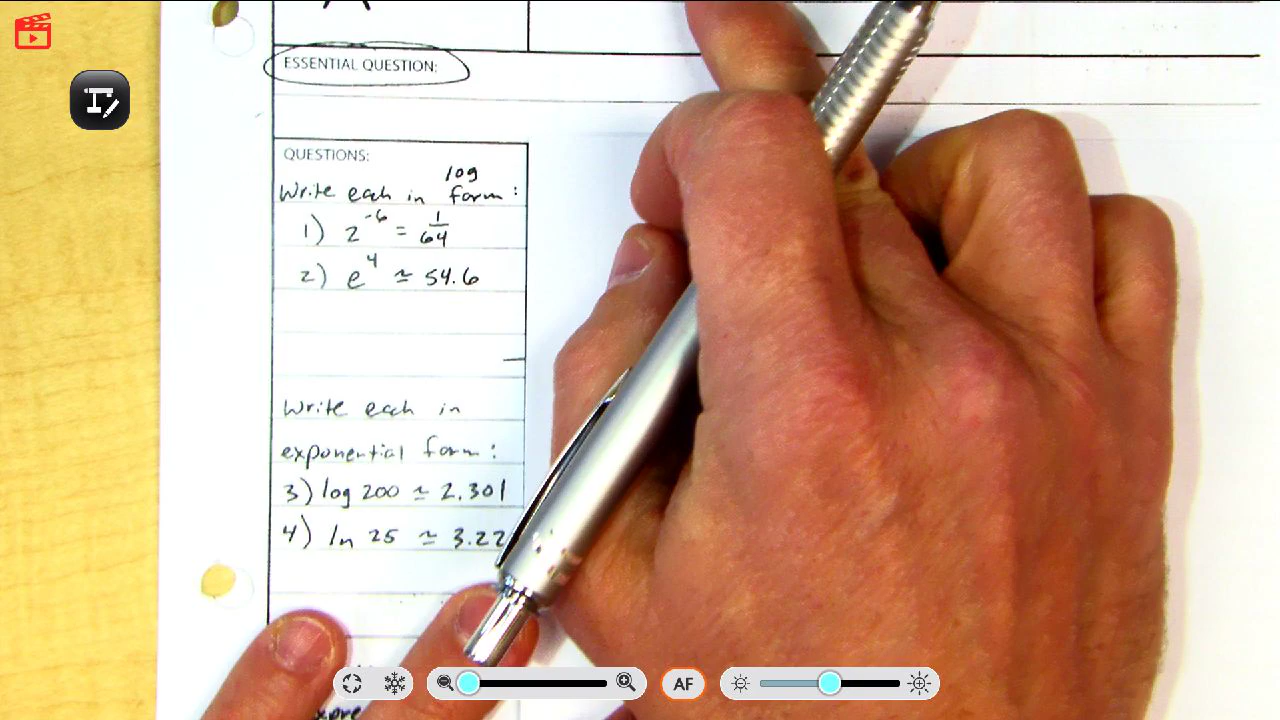 ESSENTIAL QUESTION:
QUESTIONS:
Write each in log form:
1) 2^-6 = 1/64
2) e^4 ≃ 54.6
Write each in
exponential form:
3) log 200 ≃ 2.301
4) ln 25 ≃ 3.22
AF